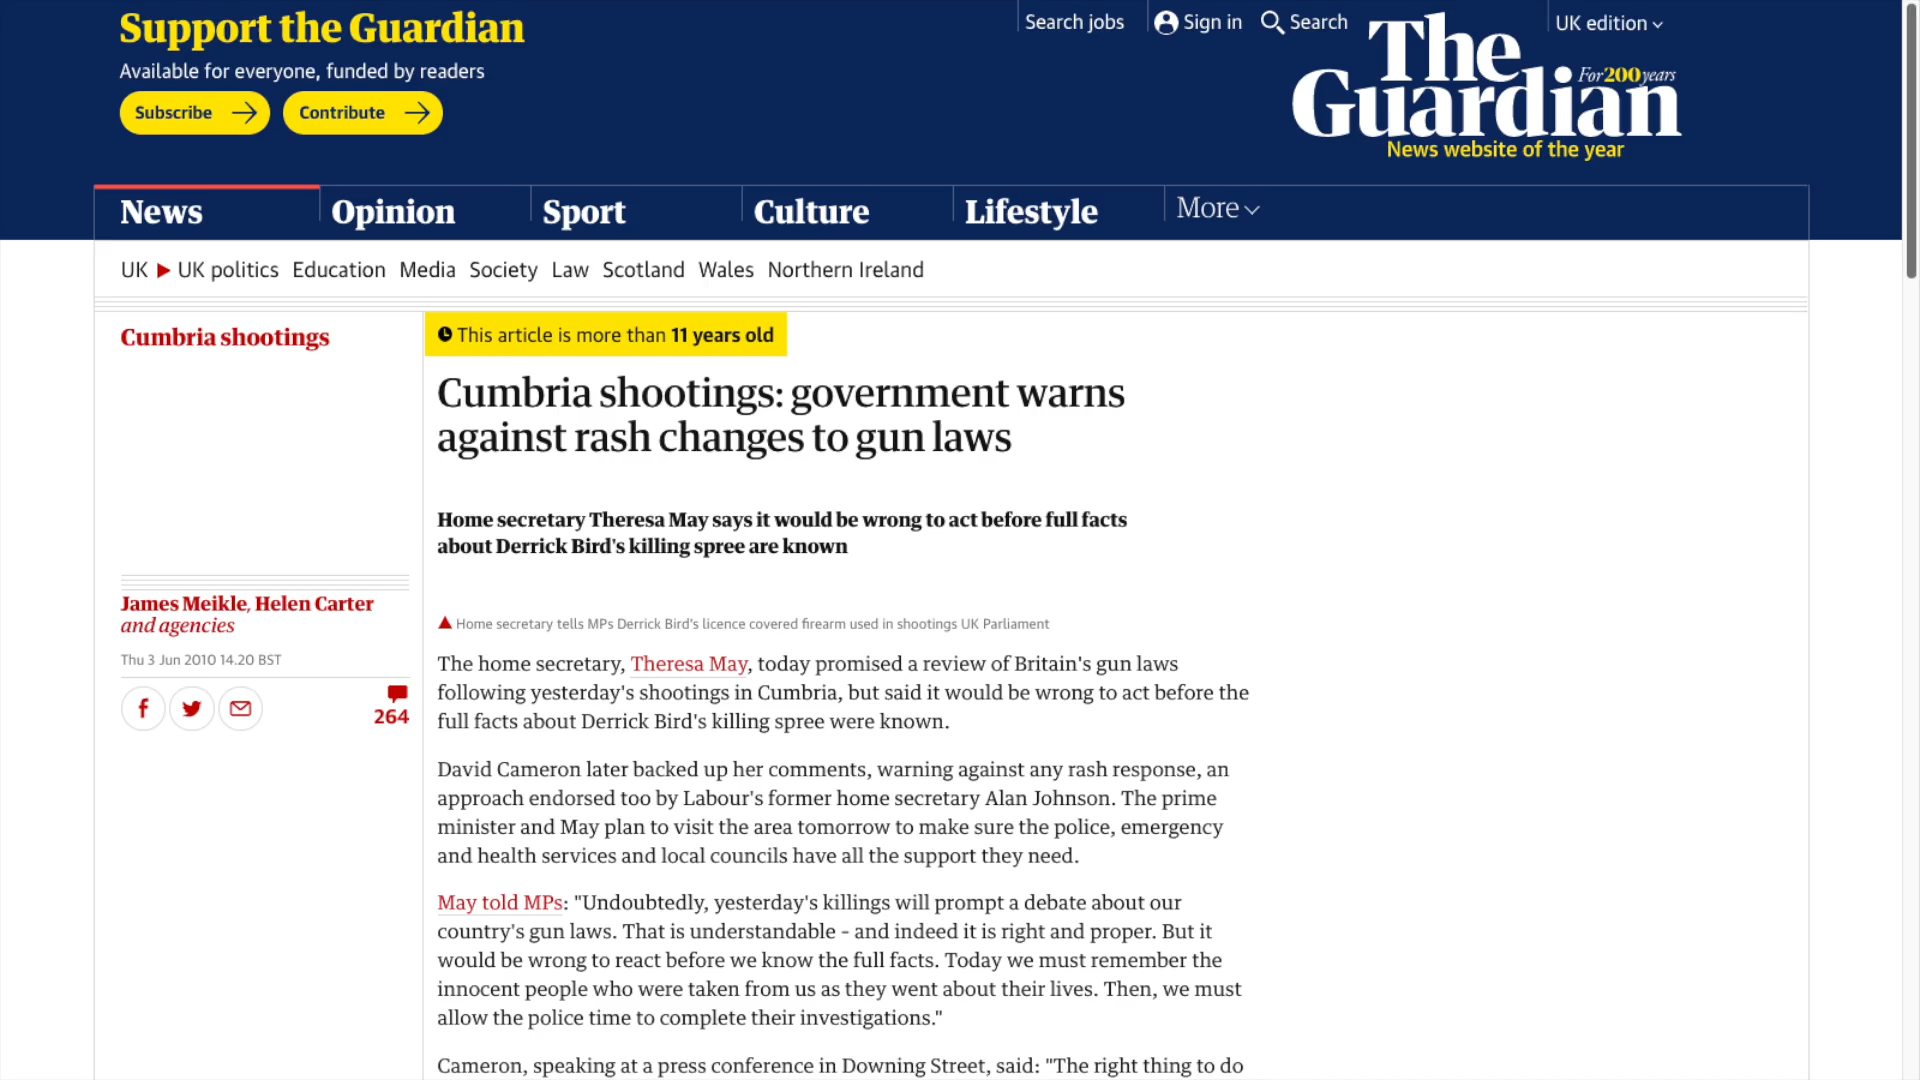 Support the Guardian
Available for everyone, funded by readers
Subscribe
Contribute
Search jobs
Sign in
Search
UK edition
The Guardian
For 200 years
News website of the year
News
Opinion
Sport
Culture
Lifestyle
More
UK UK politics Education Media Society Law Scotland Wales Northern Ireland
Cumbria shootings
This article is more than 11 years old
Cumbria shootings: government warns
against rash changes to gun laws
Home secretary Theresa May says it would be wrong to act before full facts
about Derrick Bird's killing spree are known
James Meikle, Helen Carter
and agencies
Thu 3 Jun 2010 14.20 BST
264
Home secretary tells MPs Derrick Bird's licence covered firearm used in shootings UK Parliament
The home secretary, Theresa May, today promised a review of Britain's gun laws
following yesterday's shootings in Cumbria, but said it would be wrong to act before the
full facts about Derrick Bird's killing spree were known.
David Cameron later backed up her comments, warning against any rash response, an
approach endorsed too by Labour's former home secretary Alan Johnson. The prime
minister and May plan to visit the area tomorrow to make sure the police, emergency
and health services and local councils have all the support they need.
May told MPs: "Undoubtedly, yesterday's killings will prompt a debate about our
country's gun laws. That is understandable – and indeed it is right and proper. But it
would be wrong to react before we know the full facts. Today we must remember the
innocent people who were taken from us as they went about their lives. Then, we must
allow the police time to complete their investigations."
Cameron, speaking at a press conference in Downing Street, said: "The right thing to do